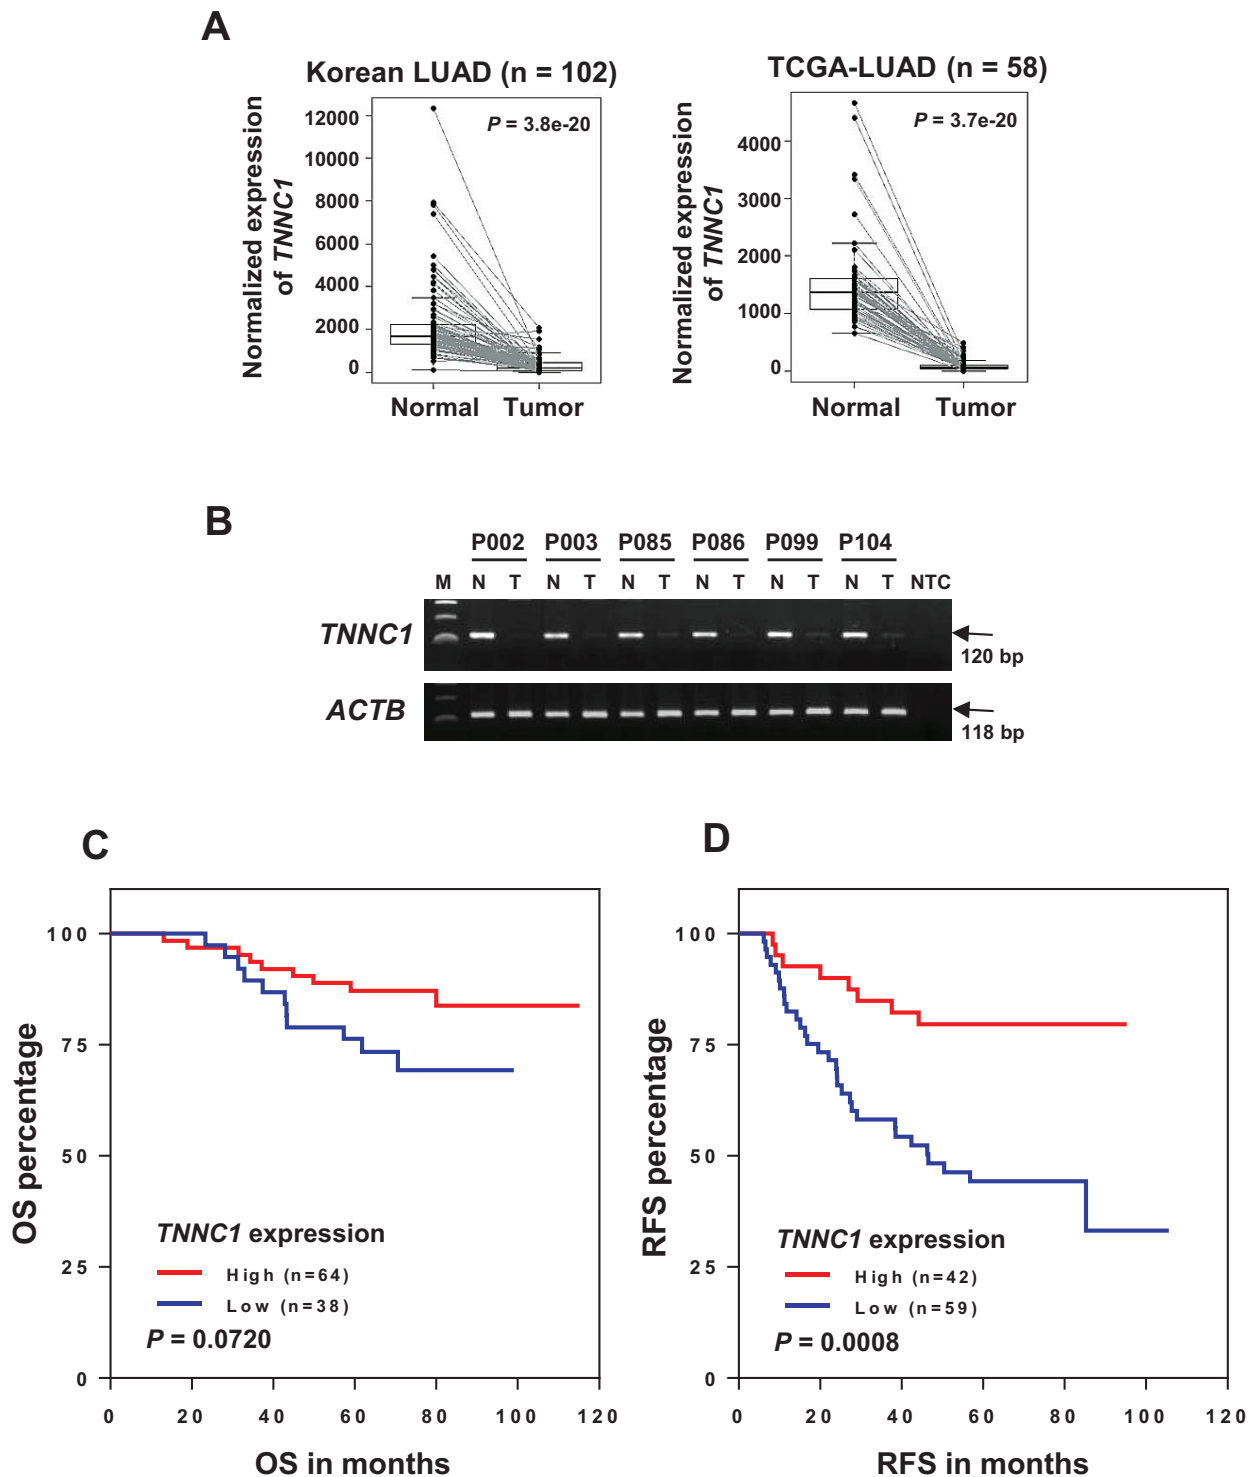 A
Korean LUAD (n = 102)
Normalized expression
of TNNC1
12000
10000
8000
6000
4000
2000
0
P = 3.8e-20
Normal Tumor
TCGA-LUAD (n = 58)
Normalized expression
of TNNC1
4000
3000
2000
1000
0
P = 3.7e-20
Normal Tumor
B
P002 P003 P085 P086 P099 P104
M N T N T N T N T N T N T NTC
TNNC1
120 bp
ACTB
118 bp
C
OS percentage
100
75
50
25
0
TNNC1 expression
High (n=64)
Low (n=38)
P = 0.0720
0 20 40 60 80 100 120
OS in months
D
RFS percentage
100
75
50
25
0
TNNC1 expression
High (n=42)
Low (n=59)
P = 0.0008
0 20 40 60 80 100 120
RFS in months